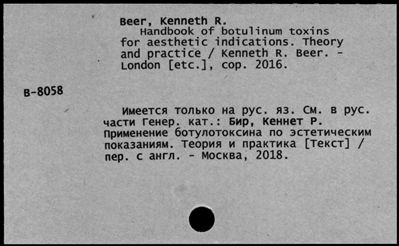 Beer, Kenneth R.
Handbook of botulinum toxins
for aesthetic indications. Theory
and practice / Kenneth R. Beer. -
London [etc.], cop. 2016.
B-8058
Имеется только на рус. яз. См. в рус.
части Генер. кат.: Бир, Кеннет Р.
Применение ботулотоксина по эстетическим
показаниям. Теория и практика [Текст] /
пер. с англ. - Москва, 2018.